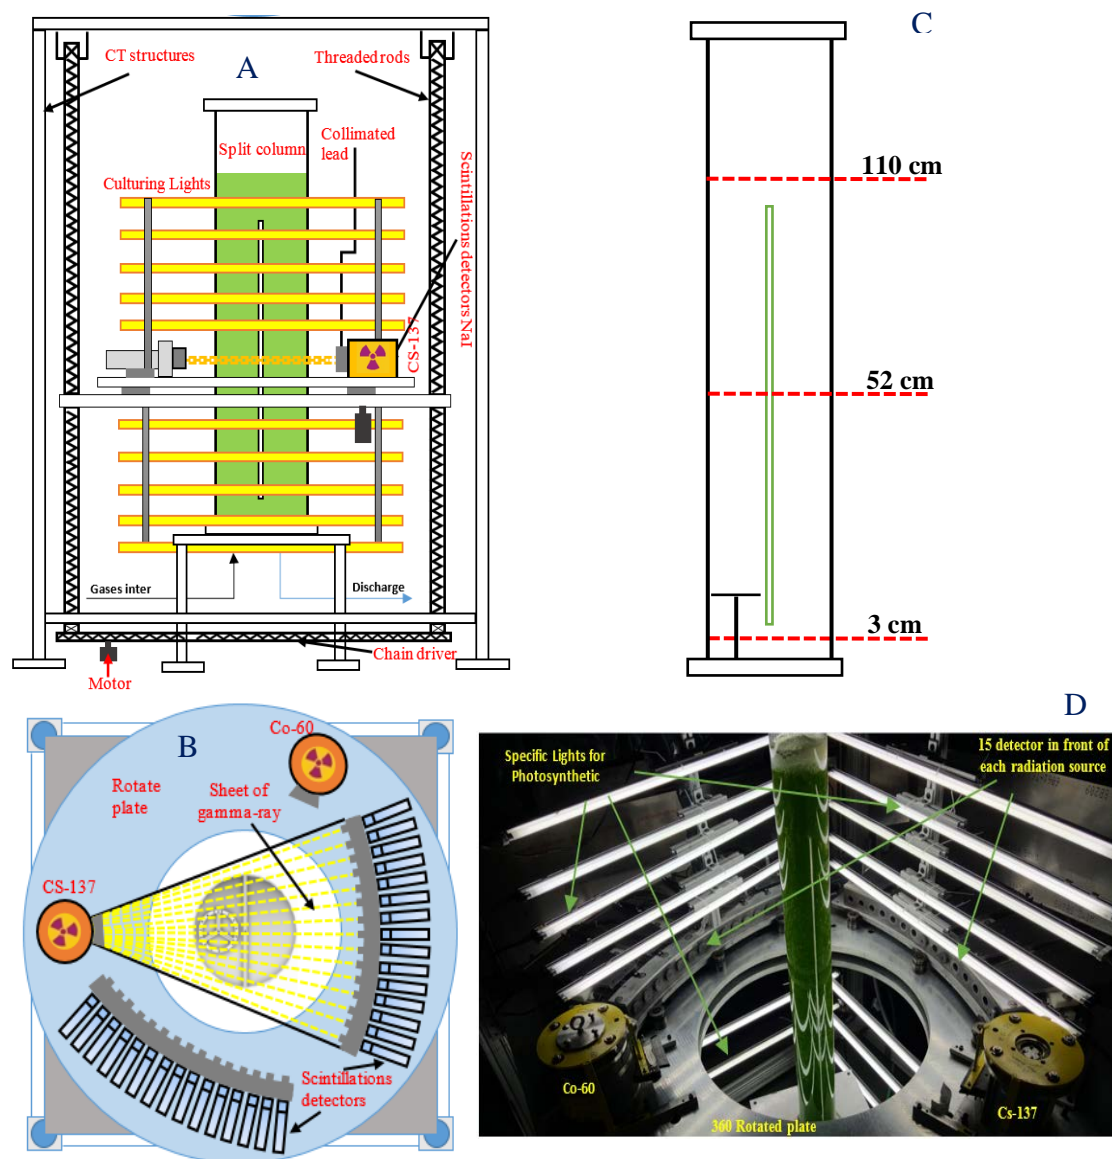 A
CT structures
Threaded rods
Collimated
lead
Split column
Culturing Lights
Scintillations detectors NaI
CS-137
Gases inter
Discharge
Chain driver
Motor
C
110 cm
52 cm
3 cm
B
Co-60
Rotate
plate
Sheet of
gamma-ray
CS-137
Scintillations
detectors
D
Specific Lights for
Photosynthetic
15 detector in front of
each radiation source
Co-60
Cs-137
360 Rotated plate